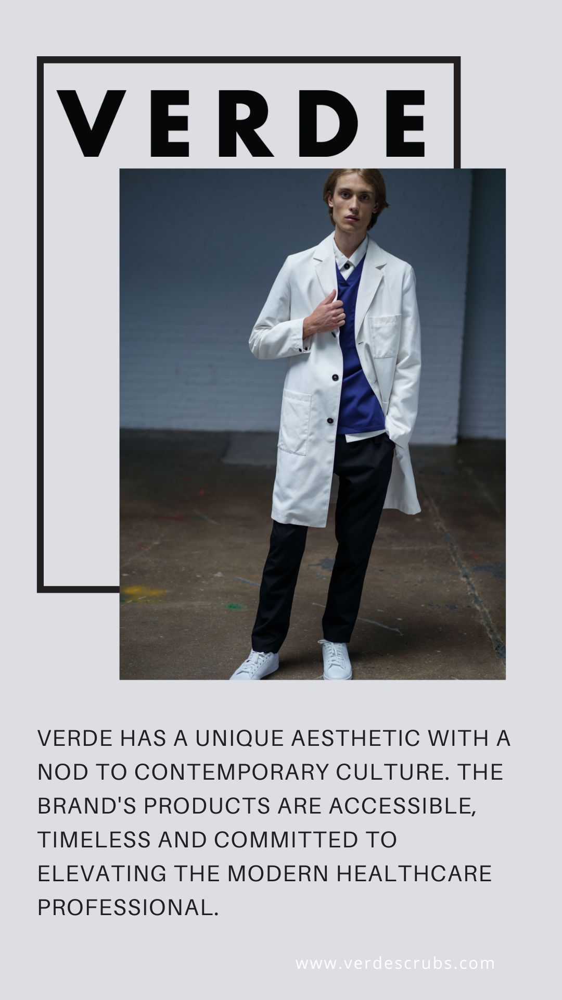 VERDE
VERDE HAS A UNIQUE AESTHETIC WITH A
NOD TO CONTEMPORARY CULTURE. THE
BRAND'S PRODUCTS ARE ACCESSIBLE,
TIMELESS AND COMMITTED TO
ELEVATING THE MODERN HEALTHCARE
PROFESSIONAL.
www.verdescrubs.com